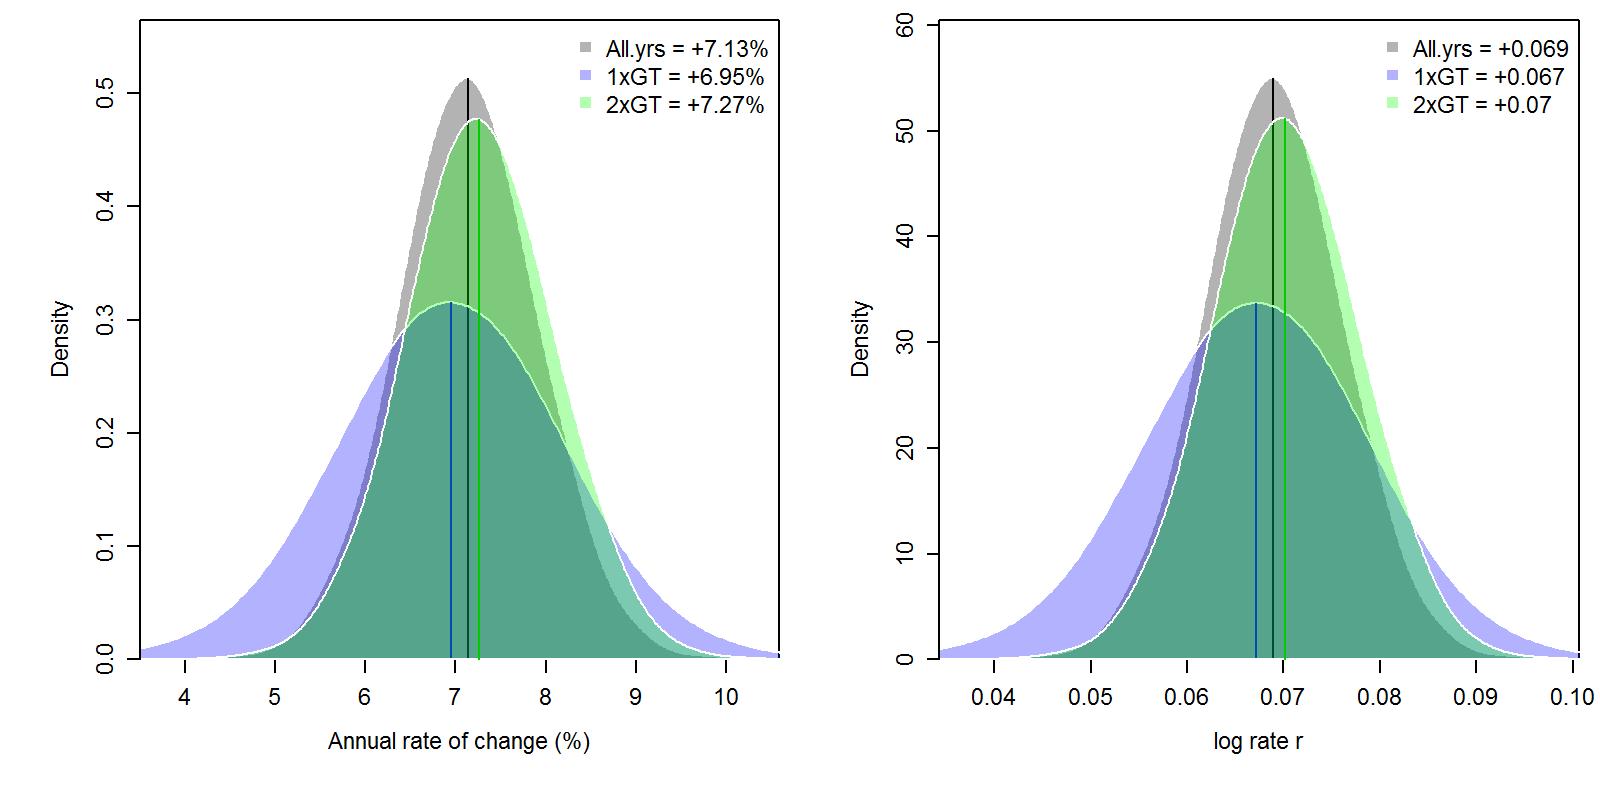 All.yrs = +7.13%
1xGT = +6.95%
2xGT = +7.27%
Density
0.0
0.1
0.2
0.3
0.4
0.5
4 5 6 7 8 9 10
Annual rate of change (%)
All.yrs = +0.069
1xGT = +0.067
2xGT = +0.07
Density
0
10
20
30
40
50
60
0.04 0.05 0.06 0.07 0.08 0.09 0.10
log rate r